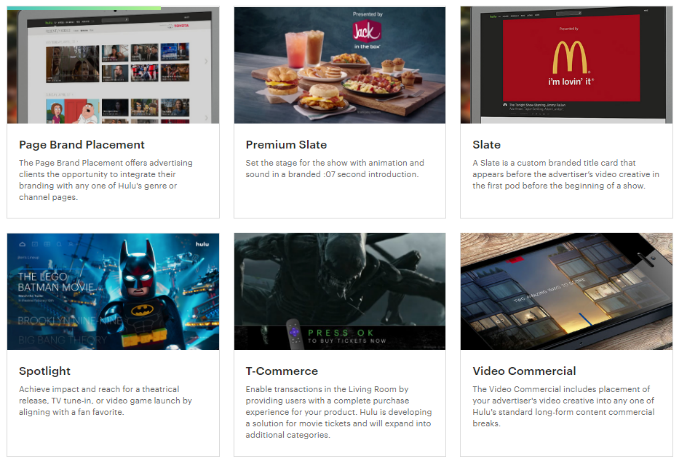 Presented by
Jack
in the box
Presented by
i'm lovin' it
Page Brand Placement
The Page Brand Placement offers advertising
clients the opportunity to integrate their
branding with any one of Hulu's genre or
channel pages.
Premium Slate
Set the stage for the show with animation and
sound in a branded :07 second introduction.
Slate
A Slate is a custom branded title card that
appears before the advertiser's video creative in
the first pod before the beginning of a show.
hulu
THE LEGO
BATMAN MOVIE
BROOKLYN NINE-NINE
BIG BANG THEORY
PRESS OK
TO BUY TICKETS NOW
Spotlight
Achieve impact and reach for a theatrical
release, TV tune-in, or video game launch by
aligning with a fan favorite.
T-Commerce
Enable transactions in the Living Room by
providing users with a complete purchase
experience for your product. Hulu is developing
a solution for movie tickets and will expand into
additional categories.
Video Commercial
The Video Commercial includes placement of
your advertiser's video creative into any one of
Hulu's standard long-form content commercial
breaks.